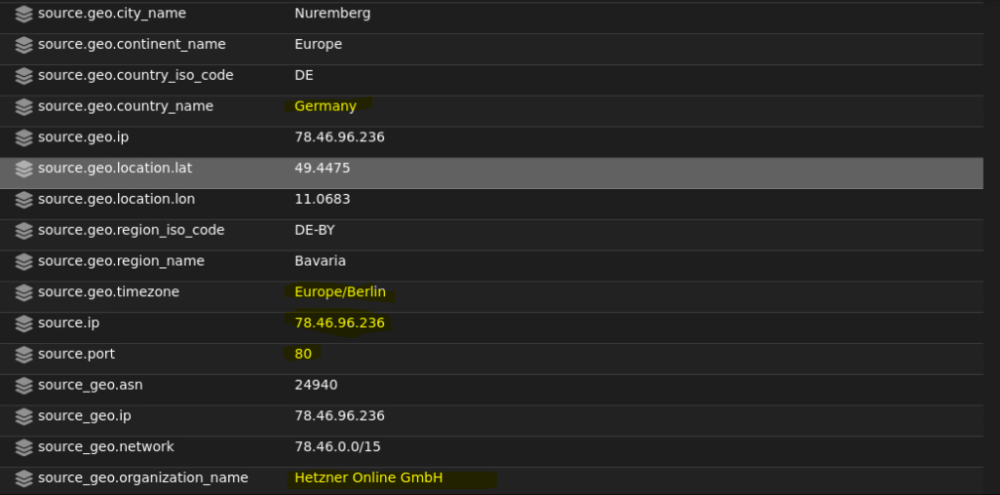 source.geo.city_name Nuremberg
source.geo.continent_name Europe
source.geo.country_iso_code DE
source.geo.country_name Germany
source.geo.ip 78.46.96.236
source.geo.location.lat 49.4475
source.geo.location.lon 11.0683
source.geo.region_iso_code DE-BY
source.geo.region_name Bavaria
source.geo.timezone Europe/Berlin
source.ip 78.46.96.236
source.port 80
source_geo.asn 24940
source_geo.ip 78.46.96.236
source_geo.network 78.46.0.0/15
source_geo.organization_name Hetzner Online GmbH